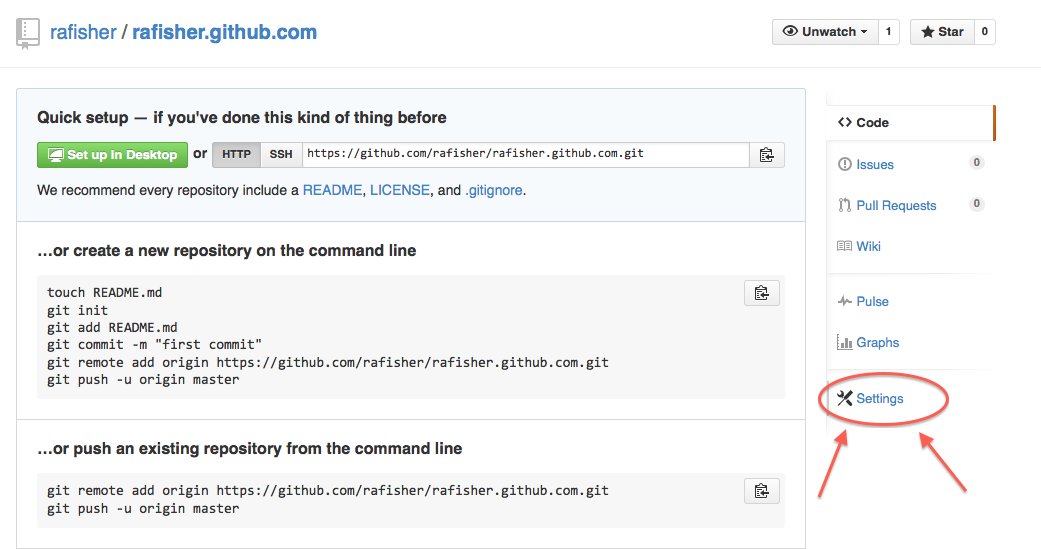 rafisher / rafisher.github.com
Unwatch 1 Star 0
Quick setup — if you've done this kind of thing before
Set up in Desktop or HTTP SSH https://github.com/rafisher/rafisher.github.com.git
We recommend every repository include a README, LICENSE, and .gitignore.
…or create a new repository on the command line
touch README.md
git init
git add README.md
git commit -m "first commit"
git remote add origin https://github.com/rafisher/rafisher.github.com.git
git push -u origin master
…or push an existing repository from the command line
git remote add origin https://github.com/rafisher/rafisher.github.com.git
git push -u origin master
Code
Issues 0
Pull Requests 0
Wiki
Pulse
Graphs
Settings